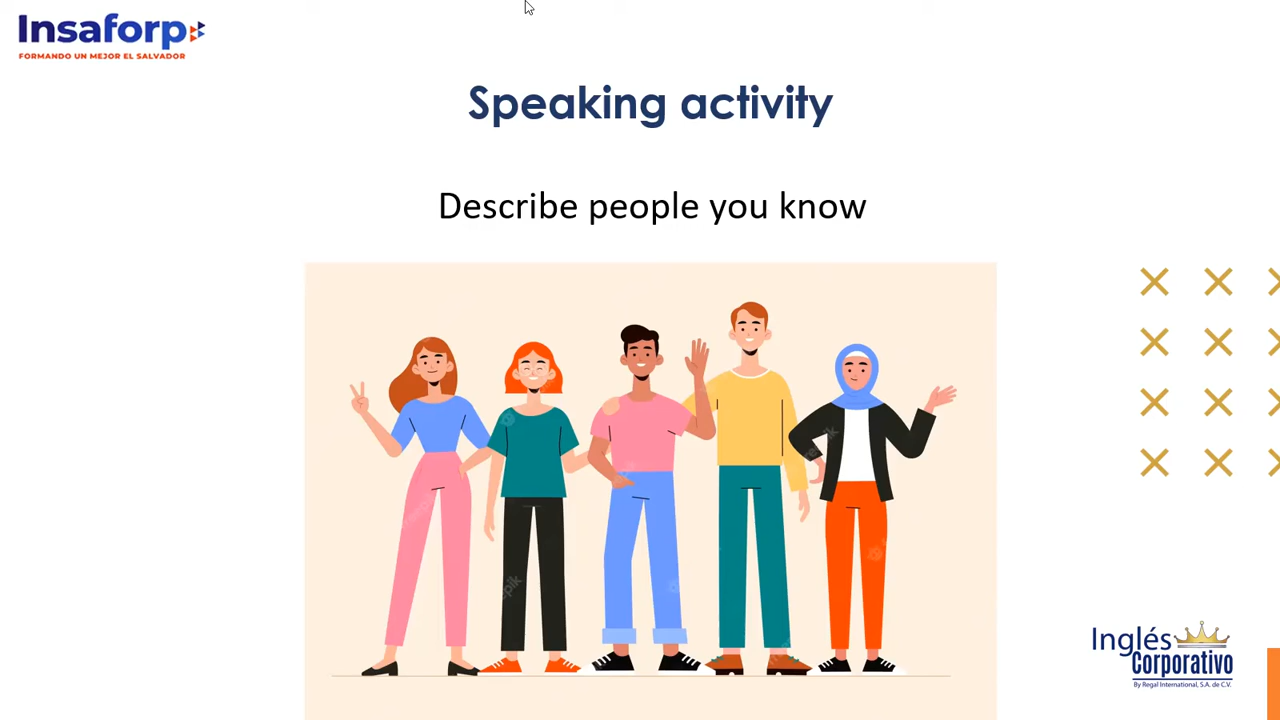 Insaforp
FORMANDO UN MEJOR EL SALVADOR
Speaking activity
Describe people you know
Inglés
Corporativo
By Regal International, S.A. de C.V.